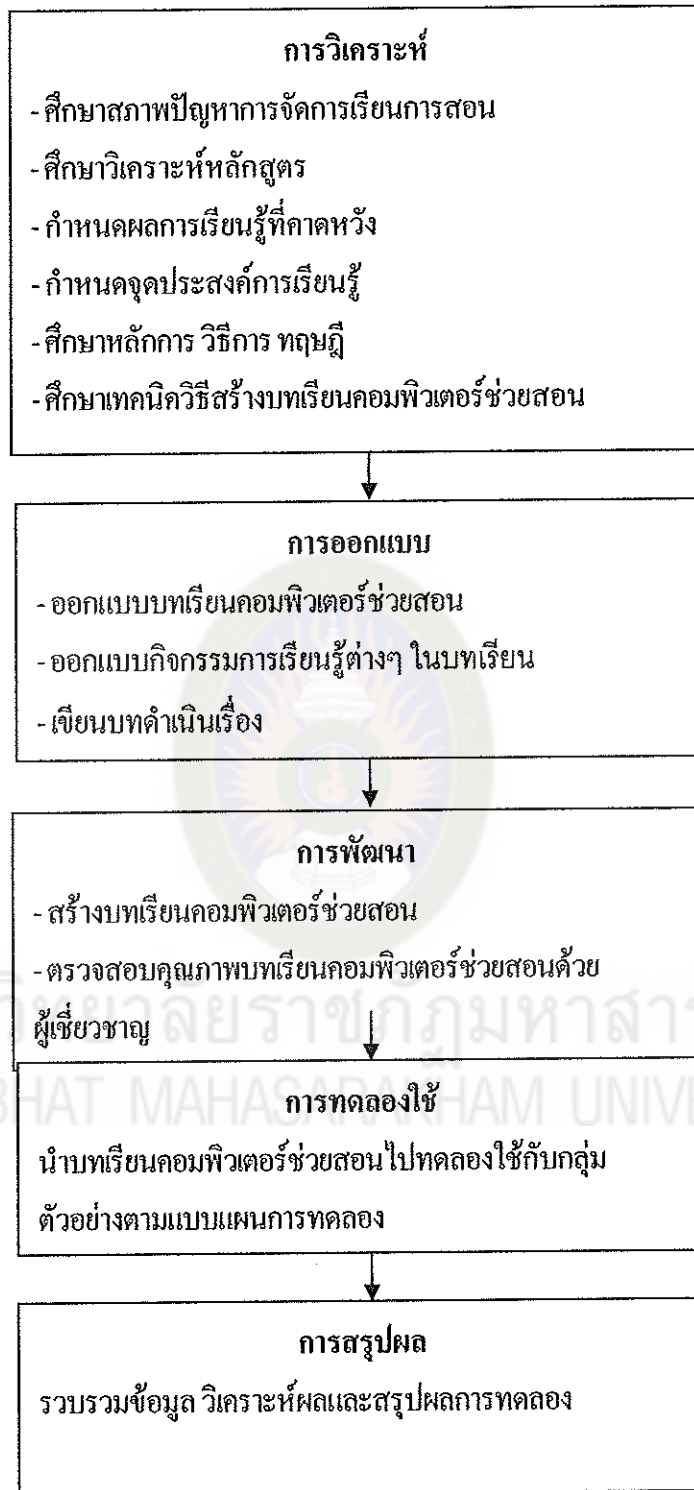 การวิเคราะห์
-ศึกษาสภาพปัญหาการจัดการเรียนการสอน
-ศึกษาวิเคราะห์หลักสูตร
-กำหนดผลการเรียนรู้ที่คาดหวัง
-กำหนดจุดประสงค์การเรียนรู้
-ศึกษาหลักการ วิธีการ ทฤษฎี
-ศึกษาเทคนิควิธีสร้างบทเรียนคอมพิวเตอร์ช่วยสอน
การออกแบบ
-ออกแบบบทเรียนคอมพิวเตอร์ช่วยสอน
-ออกแบบกิจกรรมการเรียนรู้ต่างๆ ในบทเรียน
-เขียนบทดำเนินเรื่อง
การพัฒนา
-สร้างบทเรียนคอมพิวเตอร์ช่วยสอน
-ตรวจสอบคุณภาพบทเรียนคอมพิวเตอร์ช่วยสอนด้วย
วิทยาลัยราชภัฏมหาสาร
ผู้เชี่ยวชาญ
BHAT MAHASARAKHAM UNIVE
การทดลองใช้
นำบทเรียนคอมพิวเตอร์ช่วยสอนไปทดลองใช้กับกลุ่ม
ตัวอย่างตามแบบแผนการทดลอง
การสรุปผล
รวบรวมข้อมูล วิเคราะห์ผลและสรุปผลการทดลอง